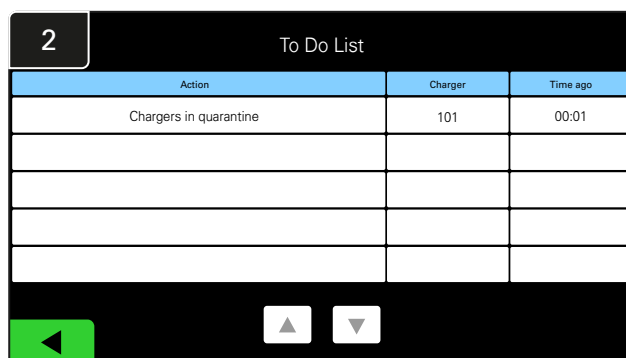 2
To Do List
Action Charger Time ago
Chargers in quarantine 101 00:01